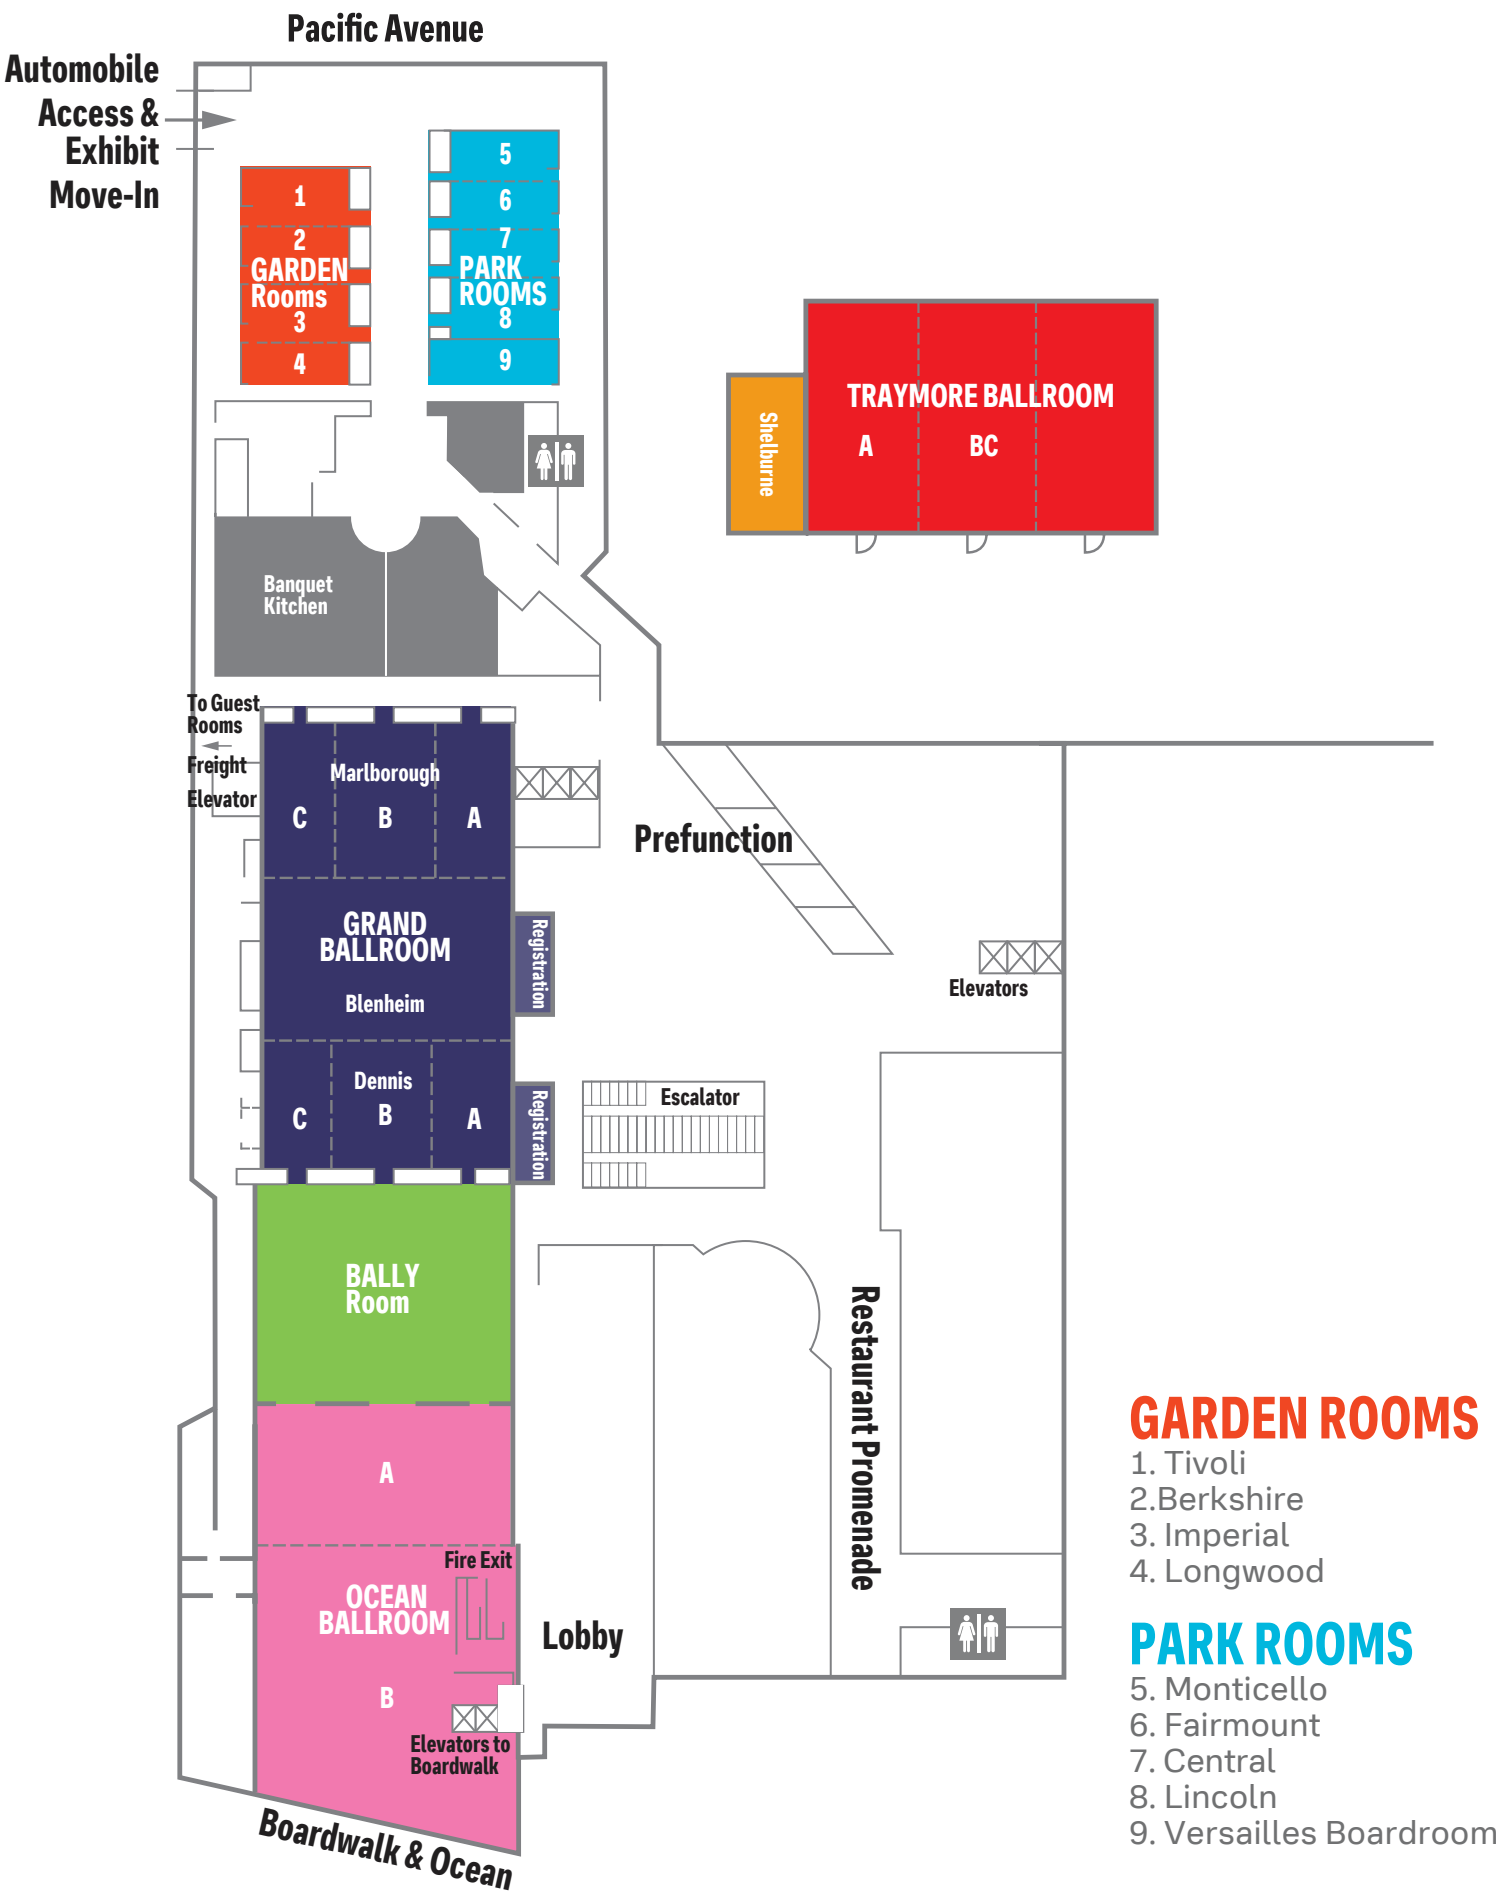 Pacific Avenue
Automobile
Access &
Exhibit
Move-In
1
2
GARDEN
Rooms
3
4
5
6
7
PARK
ROOMS
8
9
TRAYMORE BALLROOM
A
BC
Shelburne
Banquet
Kitchen
To Guest
Rooms
Freight
Elevator
Marlborough
C
B
A
Prefunction
GRAND
BALLROOM
Blenheim
Registration
Elevators
Dennis
C
B
A
Registration
Escalator
BALLY
Room
Restaurant Promenade
A
Fire Exit
OCEAN
BALLROOM
Lobby
B
Elevators to
Boardwalk
Boardwalk & Ocean
GARDEN ROOMS
1. Tivoli
2.Berkshire
3. Imperial
4. Longwood
PARK ROOMS
5. Monticello
6. Fairmount
7. Central
8. Lincoln
9. Versailles Boardroom